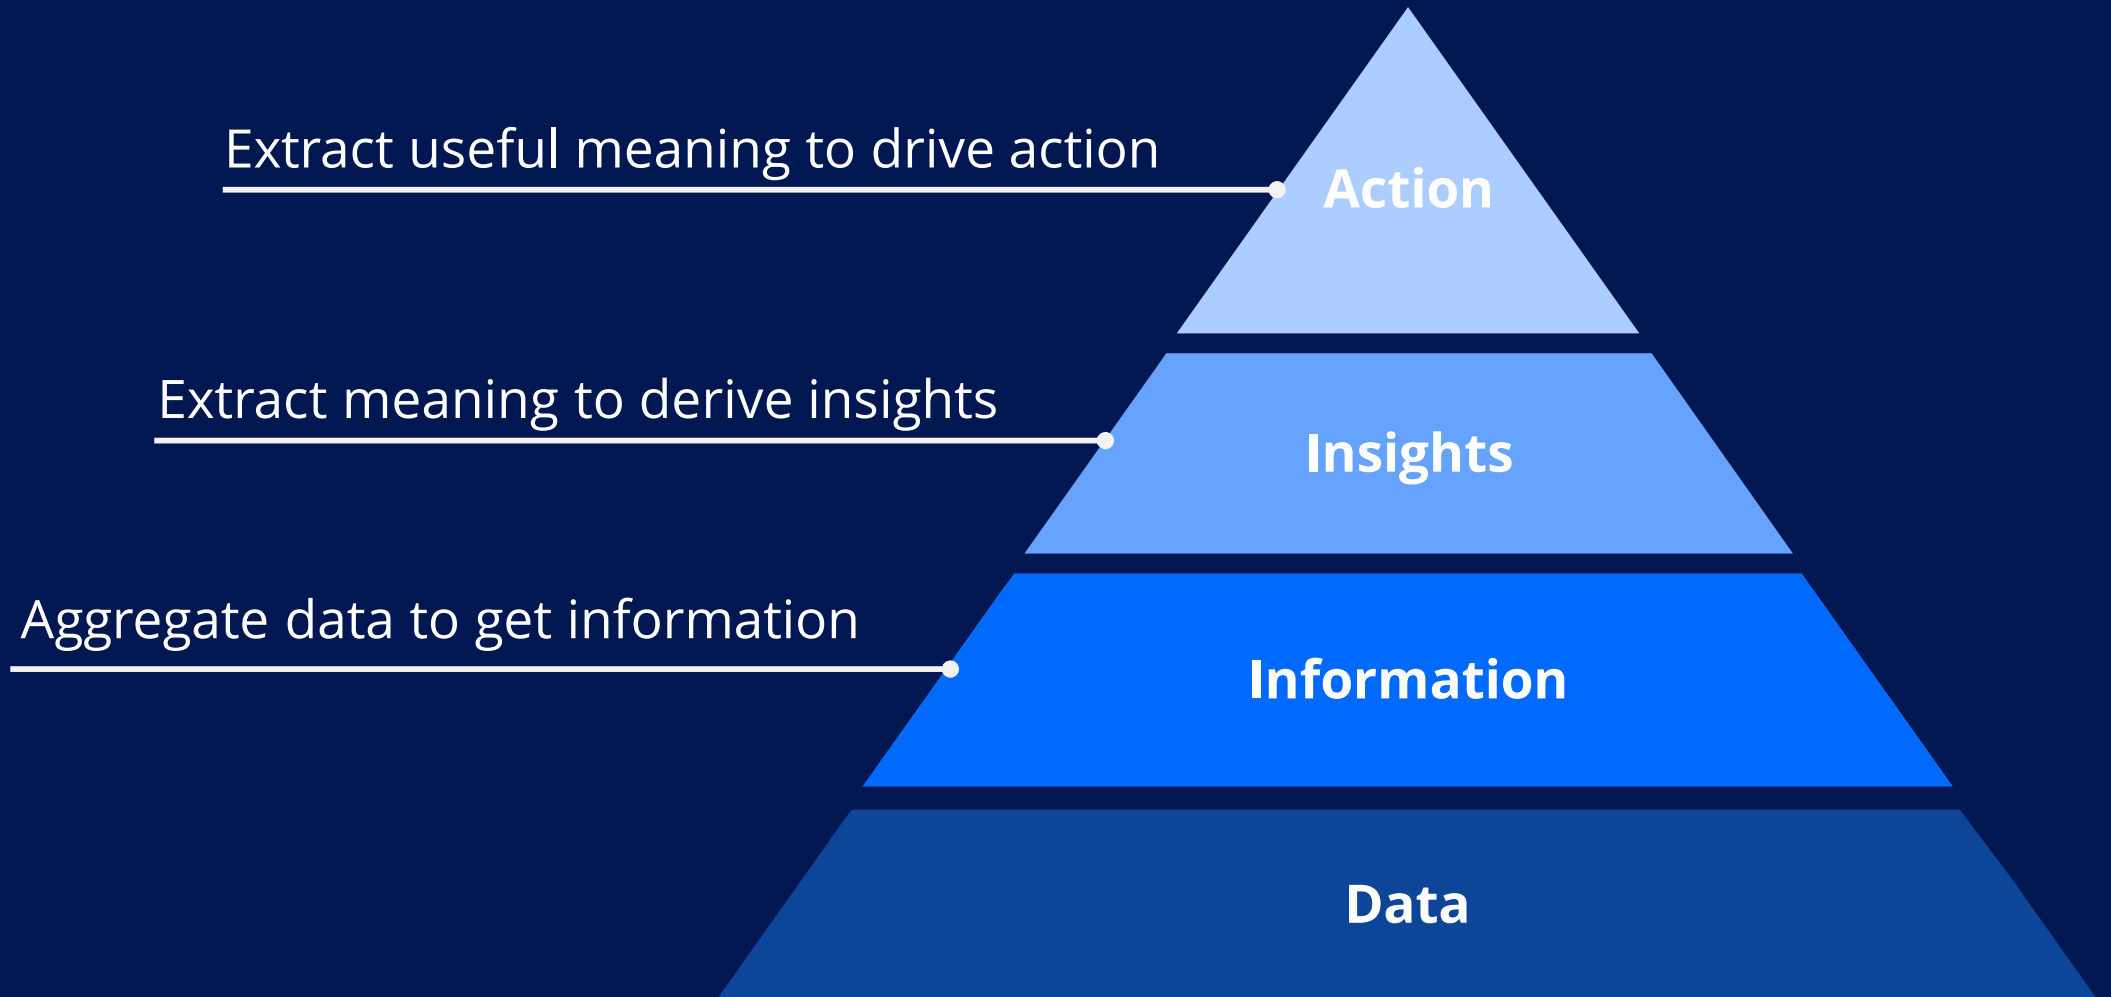 Extract useful meaning to drive action
Action
Extract meaning to derive insights
Insights
Aggregate data to get information
Information
Data